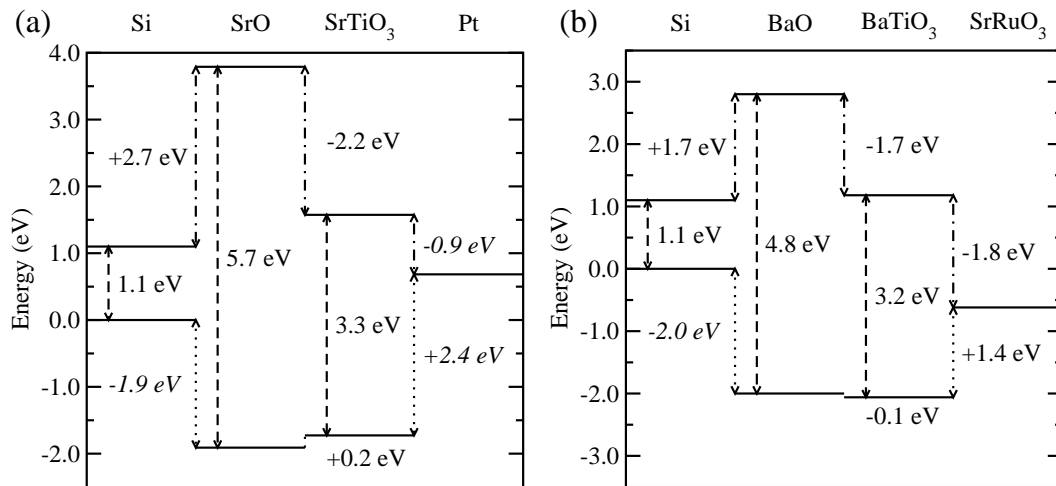 (a)
Si SrO SrTiO3 Pt
4.0
3.0
2.0
1.0
0.0
-1.0
-2.0
Energy (eV)
+2.7 eV
-2.2 eV
1.1 eV
5.7 eV
-0.9 eV
3.3 eV
-1.9 eV
+2.4 eV
+0.2 eV
(b)
Si BaO BaTiO3 SrRuO3
3.0
2.0
1.0
0.0
-1.0
-2.0
-3.0
Energy (eV)
+1.7 eV
-1.7 eV
1.1 eV
4.8 eV
-1.8 eV
3.2 eV
-2.0 eV
+1.4 eV
-0.1 eV